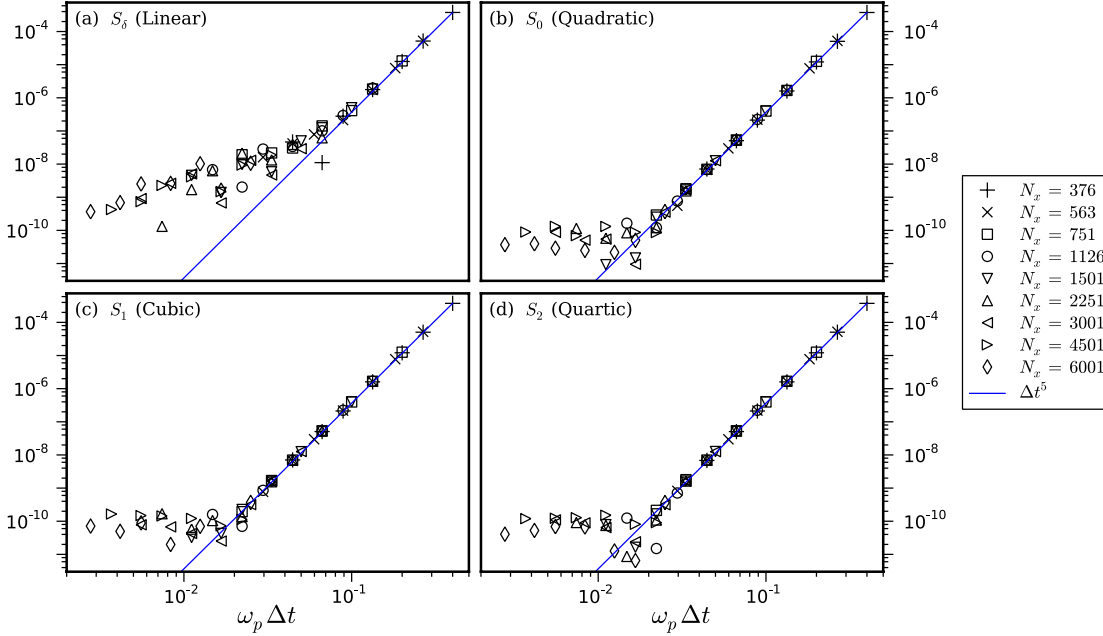 (a) S_δ (Linear)
(b) S_0 (Quadratic)
10^{-4}
10^{-6}
10^{-8}
10^{-10}
10^{-4}
10^{-6}
10^{-8}
10^{-10}
(c) S_1 (Cubic)
(d) S_2 (Quartic)
10^{-4}
10^{-6}
10^{-8}
10^{-10}
10^{-4}
10^{-6}
10^{-8}
10^{-10}
10^{-2}
10^{-1}
10^{-2}
10^{-1}
ω_p Δt
ω_p Δt
N_x = 376
N_x = 563
N_x = 751
N_x = 1126
N_x = 1501
N_x = 2251
N_x = 3001
N_x = 4501
N_x = 6001
Δt^5